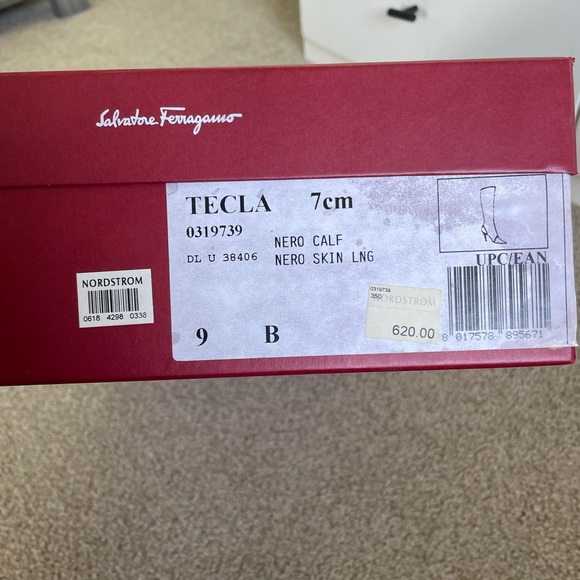 Salvatore Ferragamo
TECLA 7cm
0319739
NERO CALF
DL U 38406 NERO SKIN LNG
UPC/EAN
NORDSTROM
0618 4298 0338
0319739
350
NORDSTROM
620.00
8 017578 895671
9 B